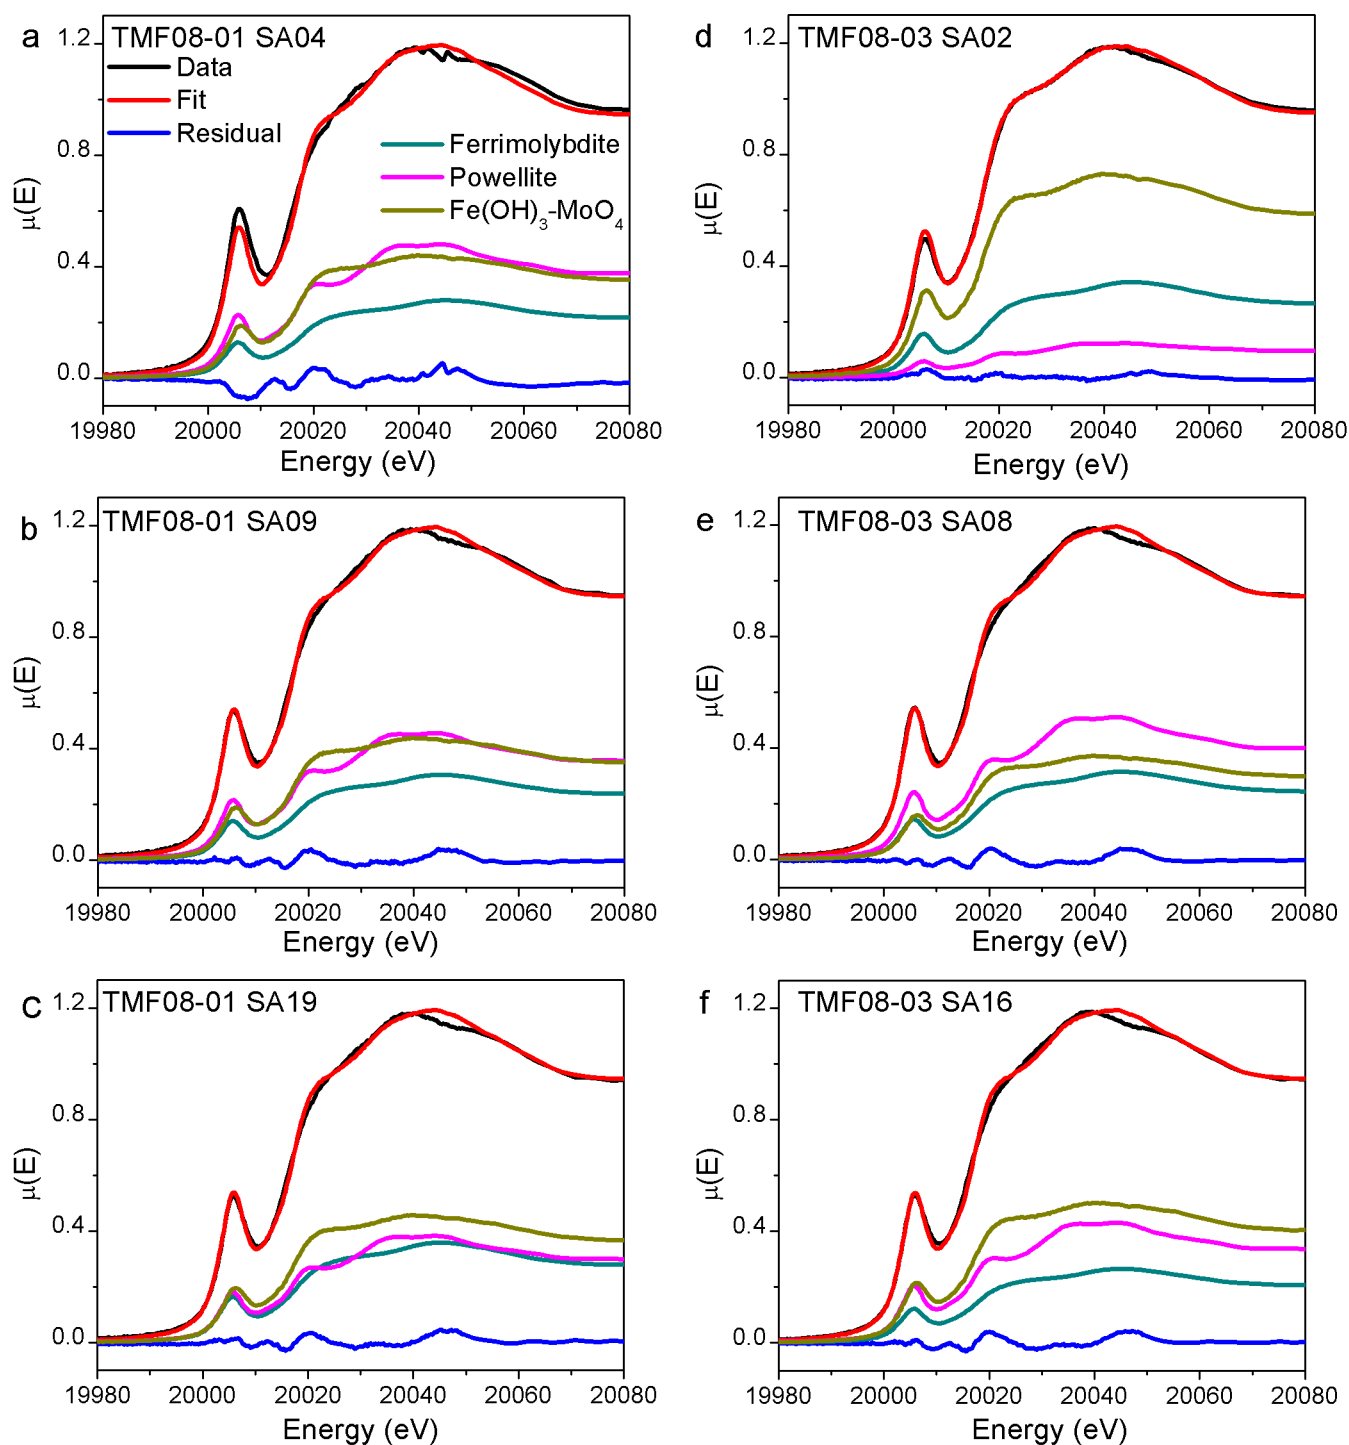 a
TMF08-01 SA04
Data
Fit
Residual
Ferrimolybdite
Powellite
Fe(OH)₃-MoO₄
1.2
0.8
0.4
0.0
μ(E)
19980 20000 20020 20040 20060 20080
Energy (eV)
d
TMF08-03 SA02
1.2
0.8
0.4
0.0
μ(E)
19980 20000 20020 20040 20060 20080
Energy (eV)
b
TMF08-01 SA09
1.2
0.8
0.4
0.0
μ(E)
19980 20000 20020 20040 20060 20080
Energy (eV)
e
TMF08-03 SA08
1.2
0.8
0.4
0.0
μ(E)
19980 20000 20020 20040 20060 20080
Energy (eV)
c
TMF08-01 SA19
1.2
0.8
0.4
0.0
μ(E)
19980 20000 20020 20040 20060 20080
Energy (eV)
f
TMF08-03 SA16
1.2
0.8
0.4
0.0
μ(E)
19980 20000 20020 20040 20060 20080
Energy (eV)